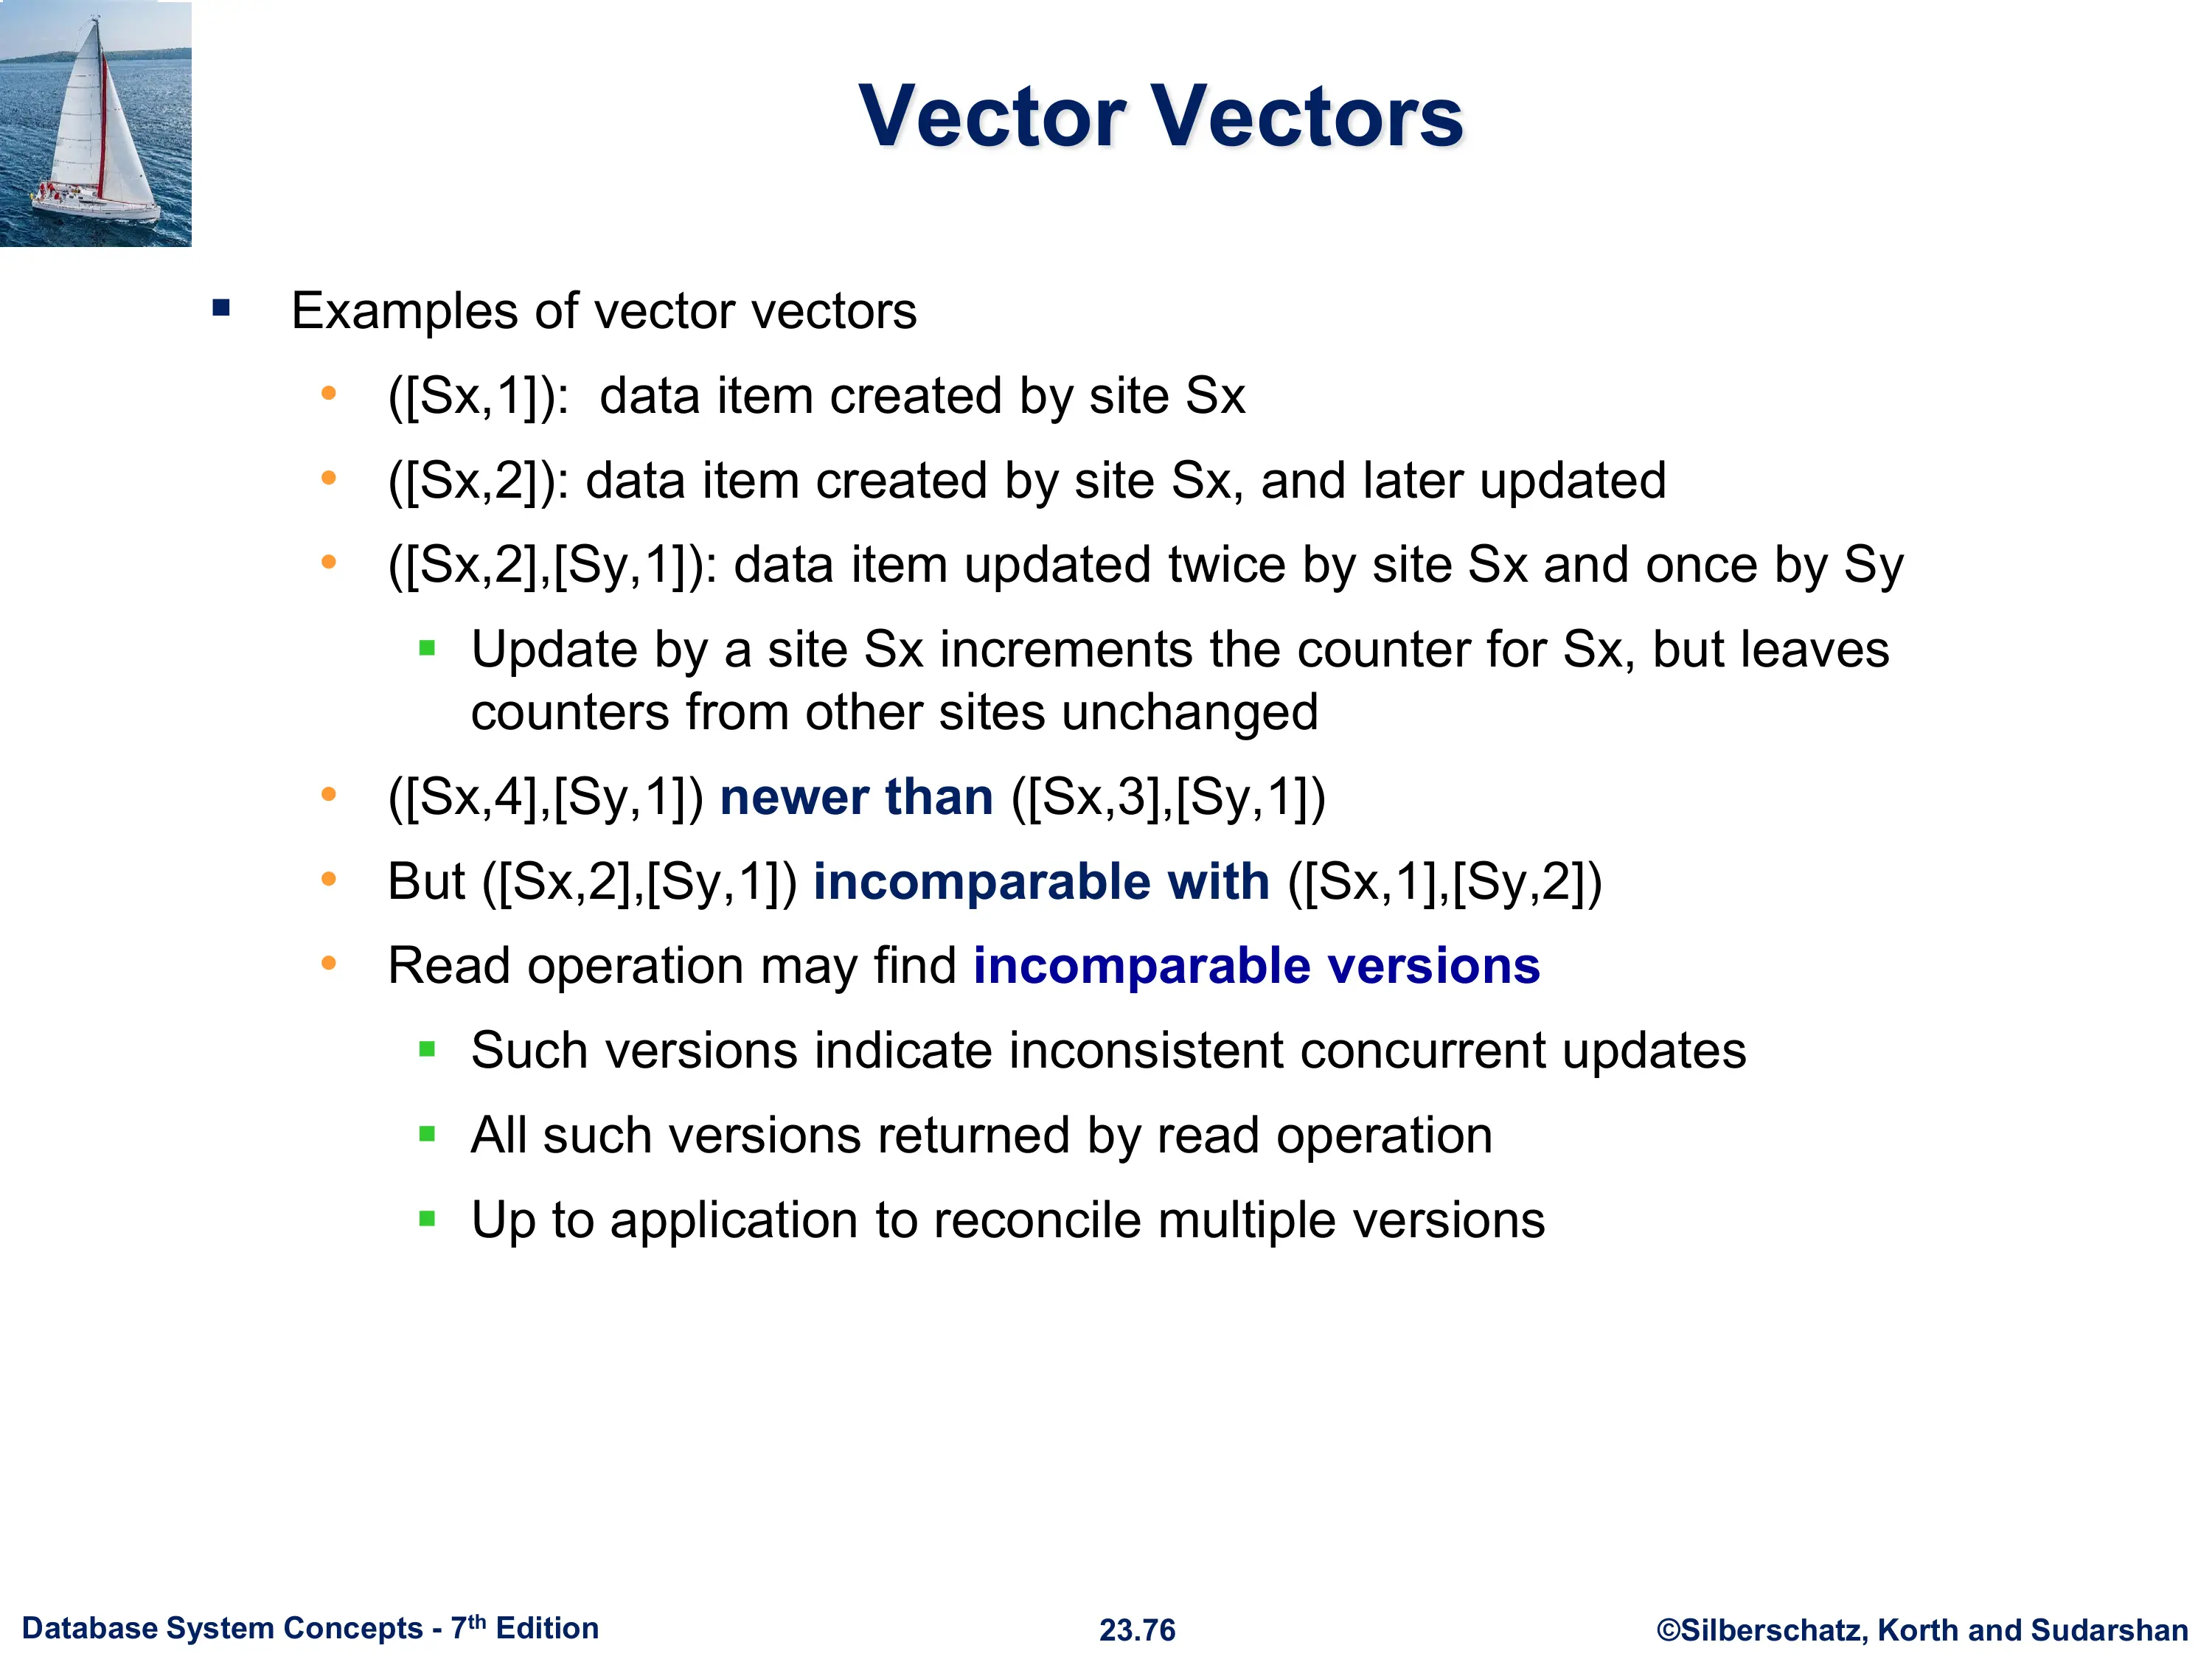 Vector Vectors
▪ Examples of vector vectors
• ([Sx,1]):  data item created by site Sx
• ([Sx,2]): data item created by site Sx, and later updated
• ([Sx,2],[Sy,1]): data item updated twice by site Sx and once by Sy
▪ Update by a site Sx increments the counter for Sx, but leaves
counters from other sites unchanged
• ([Sx,4],[Sy,1]) newer than ([Sx,3],[Sy,1])
• But ([Sx,2],[Sy,1]) incomparable with ([Sx,1],[Sy,2])
• Read operation may find incomparable versions
▪ Such versions indicate inconsistent concurrent updates
▪ All such versions returned by read operation
▪ Up to application to reconcile multiple versions
Database System Concepts - 7th Edition
23.76
©Silberschatz, Korth and Sudarshan